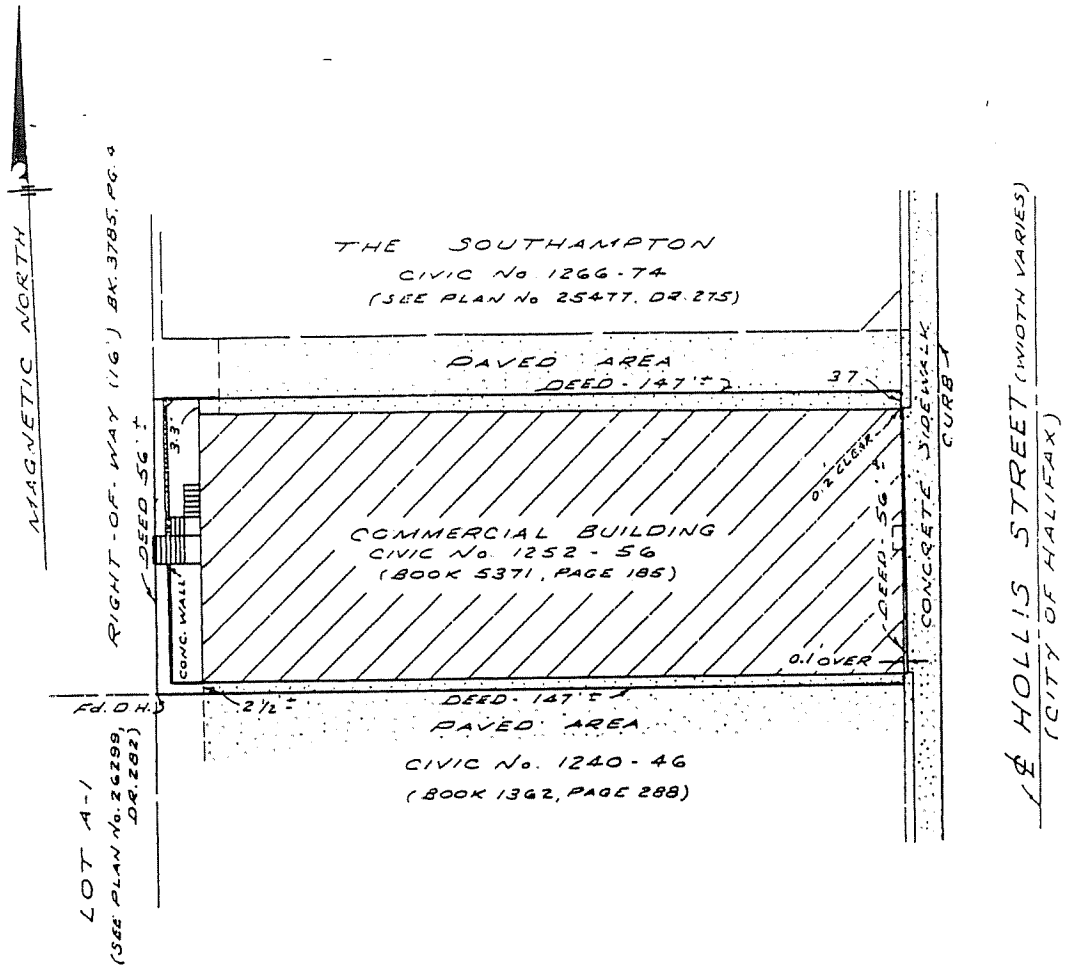 MAGNETIC NORTH
RIGHT-OF-WAY (16') BK. 3785, PG. 4
THE SOUTHAMPTON
CIVIC No 1266-74
(SEE PLAN No 25477, DR. 275)
PAVED AREA
DEED - 147' ±
37
DEED 56' ±
3.3'
CONC. WALL
COMMERCIAL BUILDING
CIVIC No. 1252 - 56
(BOOK 5371, PAGE 185)
0.2' CLEAR
DEED - 56' ±
0.1' OVER
CONCRETE SIDEWALK
CURB
℄ HOLLIS STREET (WIDTH VARIES)
(CITY OF HALIFAX)
Fd. D.H.
2 1/2 ±
DEED - 147' ±
PAVED AREA
CIVIC No. 1240 - 46
(BOOK 1362, PAGE 288)
LOT A-1
(SEE PLAN No. 26299,
DR. 282)